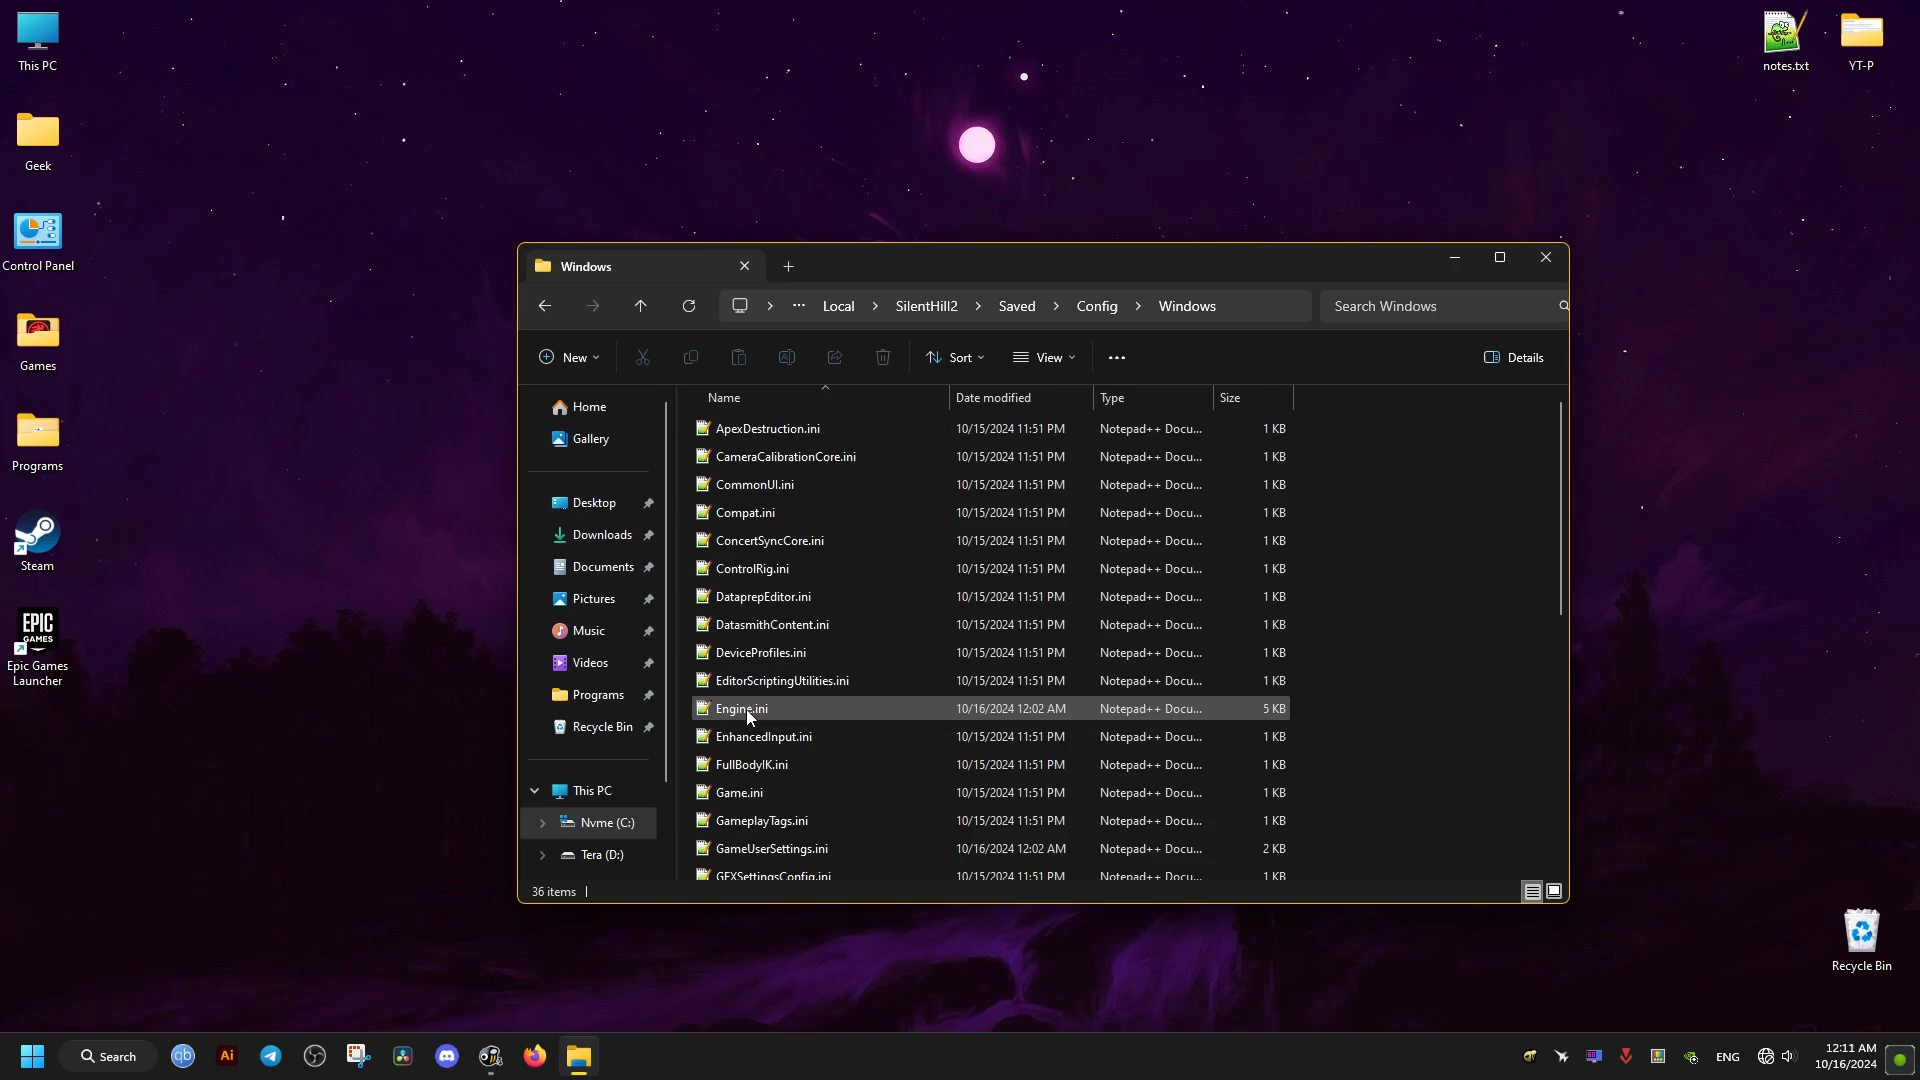 This PC
Geek
Control Panel
Games
Programs
Steam
EPIC
GAMES
Epic Games
Launcher
notes.txt
YT-P
Recycle Bin
Windows
Local
SilentHill2
Saved
Config
Windows
Search Windows
New
Sort
View
Details
Home
Gallery
Desktop
Downloads
Documents
Pictures
Music
Videos
Programs
Recycle Bin
This PC
Nvme (C:)
Tera (D:)
Name Date modified Type Size
ApexDestruction.ini 10/15/2024 11:51 PM Notepad++ Docu... 1 KB
CameraCalibrationCore.ini 10/15/2024 11:51 PM Notepad++ Docu... 1 KB
CommonUI.ini 10/15/2024 11:51 PM Notepad++ Docu... 1 KB
Compat.ini 10/15/2024 11:51 PM Notepad++ Docu... 1 KB
ConcertSyncCore.ini 10/15/2024 11:51 PM Notepad++ Docu... 1 KB
ControlRig.ini 10/15/2024 11:51 PM Notepad++ Docu... 1 KB
DataprepEditor.ini 10/15/2024 11:51 PM Notepad++ Docu... 1 KB
DatasmithContent.ini 10/15/2024 11:51 PM Notepad++ Docu... 1 KB
DeviceProfiles.ini 10/15/2024 11:51 PM Notepad++ Docu... 1 KB
EditorScriptingUtilities.ini 10/15/2024 11:51 PM Notepad++ Docu... 1 KB
Engine.ini 10/16/2024 12:02 AM Notepad++ Docu... 5 KB
EnhancedInput.ini 10/15/2024 11:51 PM Notepad++ Docu... 1 KB
FullBodyIK.ini 10/15/2024 11:51 PM Notepad++ Docu... 1 KB
Game.ini 10/15/2024 11:51 PM Notepad++ Docu... 1 KB
GameplayTags.ini 10/15/2024 11:51 PM Notepad++ Docu... 1 KB
GameUserSettings.ini 10/16/2024 12:02 AM Notepad++ Docu... 2 KB
GFXSettingsConfig.ini 10/15/2024 11:51 PM Notepad++ Docu... 1 KB
36 items
Search
qb
Ai
ENG
12:11 AM
10/16/2024